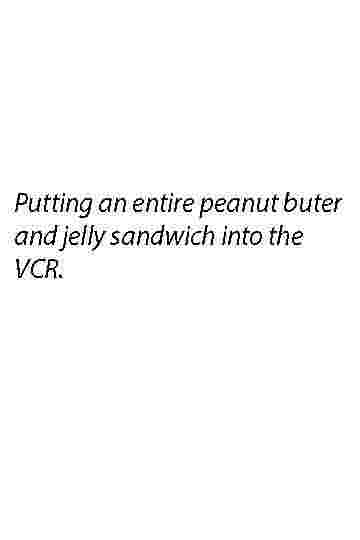 Putting an entire peanut buter
and jelly sandwich into the
VCR.